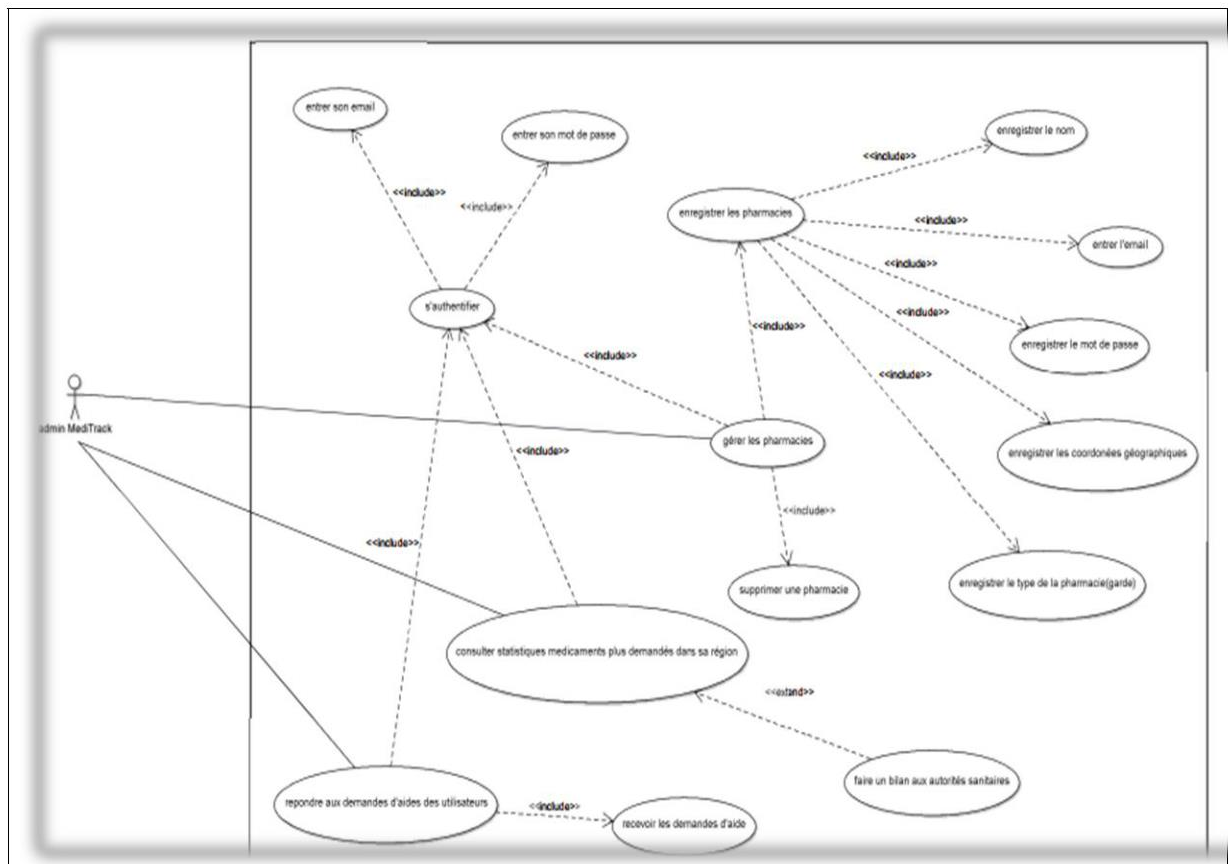 entrer son email
entrer son mot de passe
enregistrer le nom
<<include>>
<<include>>
<<include>>
enregistrer les pharmacies
<<include>>
entrer l'email
<<include>>
s'authentifier
<<include>>
<<include>>
enregistrer le mot de passe
<<include>>
<<include>>
admin MediTrack
gérer les pharmacies
<<include>>
enregistrer les coordonées géographiques
<<include>>
<<include>>
supprimer une pharmacie
enregistrer le type de la pharmacie(garde)
consulter statistiques medicaments plus demandés dans sa région
<<extand>>
faire un bilan aux autorités sanitaires
repondre aux demandes d'aides des utilisateurs
<<include>>
recevoir les demandes d'aide